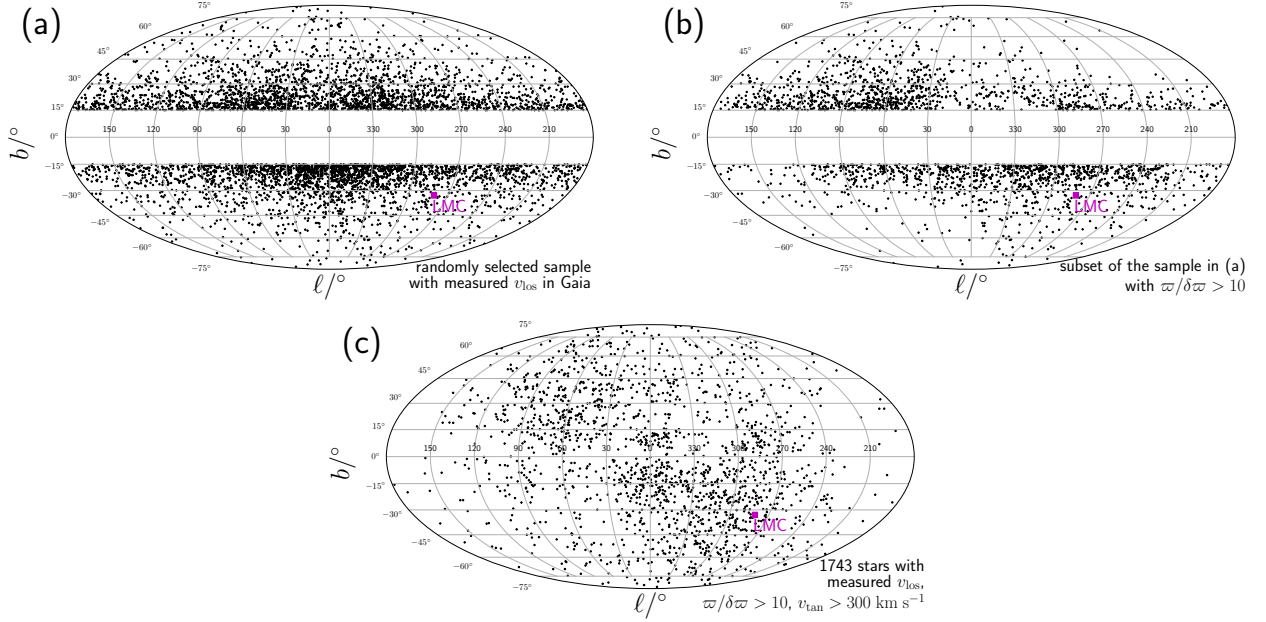 (a)
75°
60°
45°
30°
15°
0°
−15°
−30°
−45°
−60°
−75°
b/°
150 120 90 60 30 0 330 300 270 240 210
LMC
ℓ/°
randomly selected sample
with measured v_los in Gaia
(b)
75°
60°
45°
30°
15°
0°
−15°
−30°
−45°
−60°
−75°
b/°
150 120 90 60 30 0 330 300 270 240 210
LMC
ℓ/°
subset of the sample in (a)
with ϖ/δϖ > 10
(c)
75°
60°
45°
30°
15°
0°
−15°
−30°
−45°
−60°
−75°
b/°
150 120 90 60 30 0 330 300 270 240 210
LMC
ℓ/°
1743 stars with
measured v_los,
ϖ/δϖ > 10, v_tan > 300 km s⁻¹